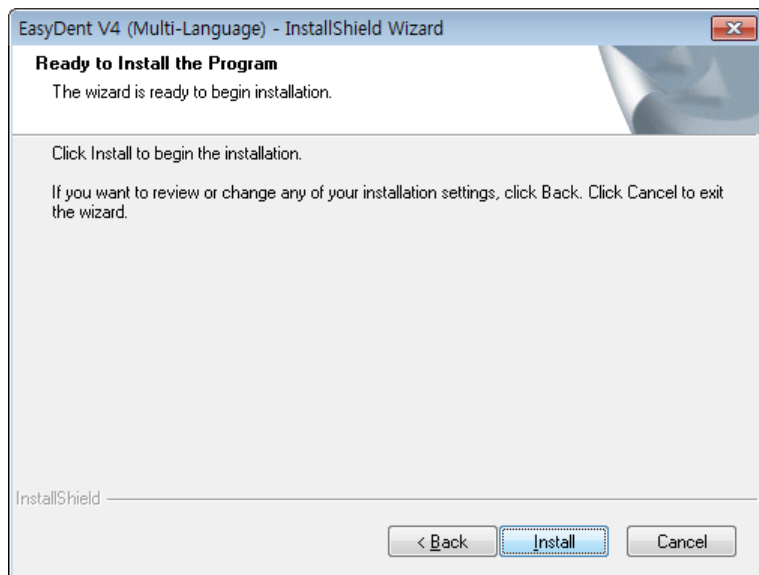 EasyDent V4 (Multi-Language) - InstallShield Wizard
Ready to Install the Program
The wizard is ready to begin installation.
Click Install to begin the installation.
If you want to review or change any of your installation settings, click Back. Click Cancel to exit
the wizard.
InstallShield
< Back
Install
Cancel